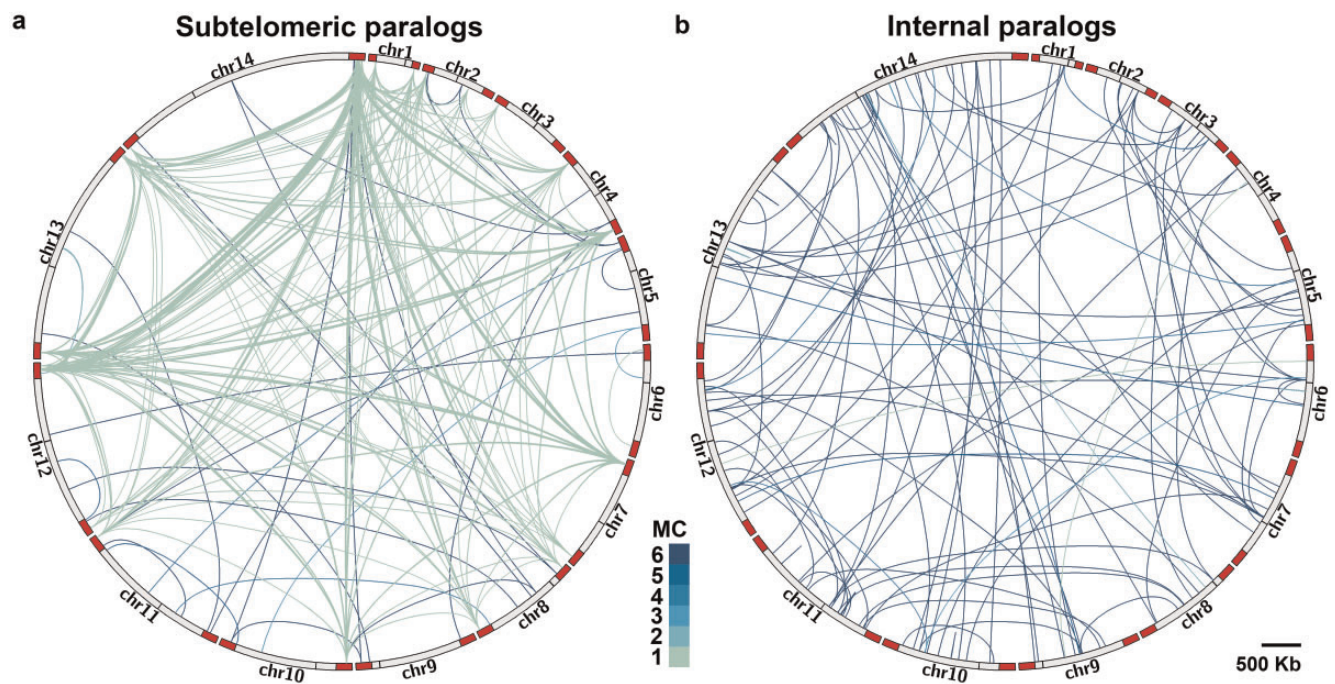 a
Subtelomeric paralogs
chr1
chr2
chr3
chr4
chr5
chr6
chr7
chr8
chr9
chr10
chr11
chr12
chr13
chr14
MC
6
5
4
3
2
1
b
Internal paralogs
chr1
chr2
chr3
chr4
chr5
chr6
chr7
chr8
chr9
chr10
chr11
chr12
chr13
chr14
500 Kb